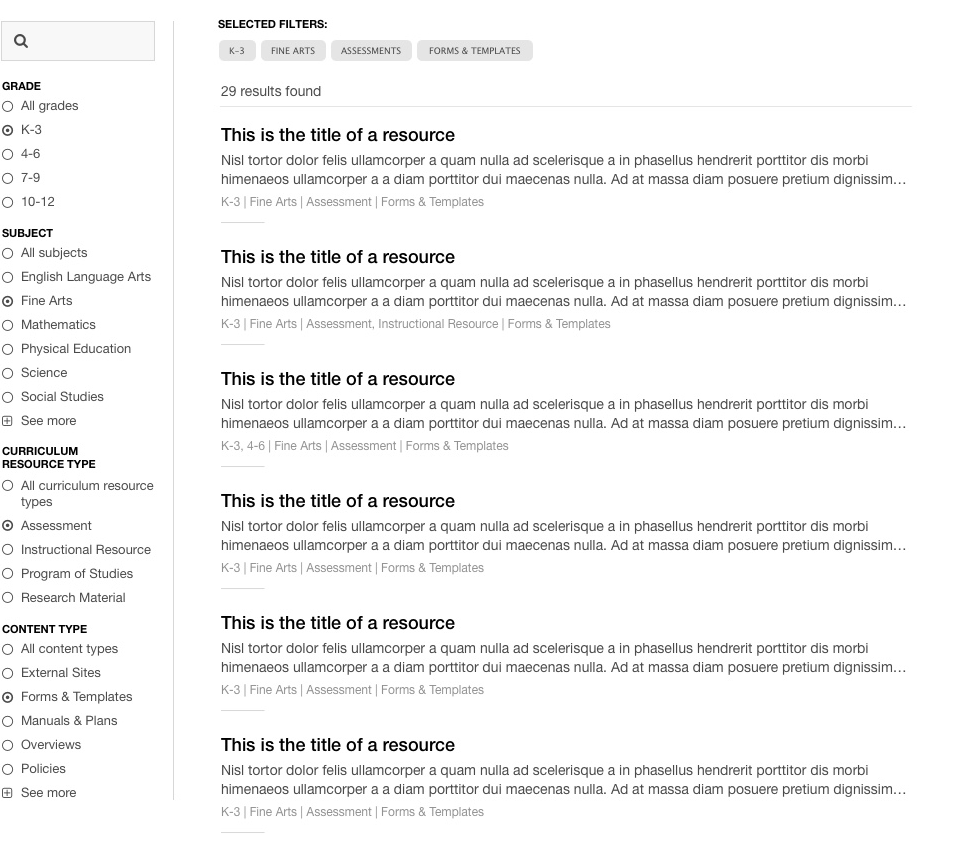 GRADE
All grades
K-3
4-6
7-9
10-12
SUBJECT
All subjects
English Language Arts
Fine Arts
Mathematics
Physical Education
Science
Social Studies
See more
CURRICULUM
RESOURCE TYPE
All curriculum resource
types
Assessment
Instructional Resource
Program of Studies
Research Material
CONTENT TYPE
All content types
External Sites
Forms & Templates
Manuals & Plans
Overviews
Policies
See more
SELECTED FILTERS:
K-3 FINE ARTS ASSESSMENTS FORMS & TEMPLATES
29 results found
This is the title of a resource
Nisl tortor dolor felis ullamcorper a quam nulla ad scelerisque a in phasellus hendrerit porttitor dis morbi
himenaeos ullamcorper a a diam porttitor dui maecenas nulla. Ad at massa diam posuere pretium dignissim…
K-3 | Fine Arts | Assessment | Forms & Templates
This is the title of a resource
Nisl tortor dolor felis ullamcorper a quam nulla ad scelerisque a in phasellus hendrerit porttitor dis morbi
himenaeos ullamcorper a a diam porttitor dui maecenas nulla. Ad at massa diam posuere pretium dignissim…
K-3 | Fine Arts | Assessment, Instructional Resource | Forms & Templates
This is the title of a resource
Nisl tortor dolor felis ullamcorper a quam nulla ad scelerisque a in phasellus hendrerit porttitor dis morbi
himenaeos ullamcorper a a diam porttitor dui maecenas nulla. Ad at massa diam posuere pretium dignissim…
K-3, 4-6 | Fine Arts | Assessment | Forms & Templates
This is the title of a resource
Nisl tortor dolor felis ullamcorper a quam nulla ad scelerisque a in phasellus hendrerit porttitor dis morbi
himenaeos ullamcorper a a diam porttitor dui maecenas nulla. Ad at massa diam posuere pretium dignissim…
K-3 | Fine Arts | Assessment | Forms & Templates
This is the title of a resource
Nisl tortor dolor felis ullamcorper a quam nulla ad scelerisque a in phasellus hendrerit porttitor dis morbi
himenaeos ullamcorper a a diam porttitor dui maecenas nulla. Ad at massa diam posuere pretium dignissim…
K-3 | Fine Arts | Assessment | Forms & Templates
This is the title of a resource
Nisl tortor dolor felis ullamcorper a quam nulla ad scelerisque a in phasellus hendrerit porttitor dis morbi
himenaeos ullamcorper a a diam porttitor dui maecenas nulla. Ad at massa diam posuere pretium dignissim…
K-3 | Fine Arts | Assessment | Forms & Templates